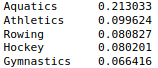 Aquatics 0.213033
Athletics 0.099624
Rowing 0.080827
Hockey 0.080201
Gymnastics 0.066416